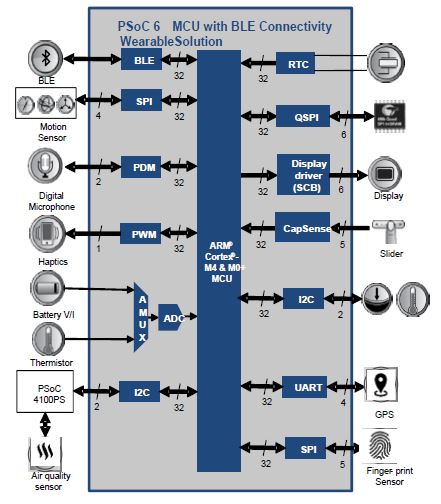 PSoC 6 MCU with BLE Connectivity
WearableSolution
BLE
BLE
32
32
RTC
SPI
4
32
Motion
Sensor
32
QSPI
6
PDM
2
32
Digital
Microphone
32
Display
driver
(SCB)
6
Display
PWM
1
32
Haptics
32
CapSense
5
Slider
ARM®
Cortex®-
M4 & M0+
MCU
Battery V/I
AMUX
ADC
32
I2C
2
Thermistor
PSoC
4100PS
2
I2C
32
32
UART
4
GPS
Air quality
sensor
32
SPI
5
Finger print
Sensor